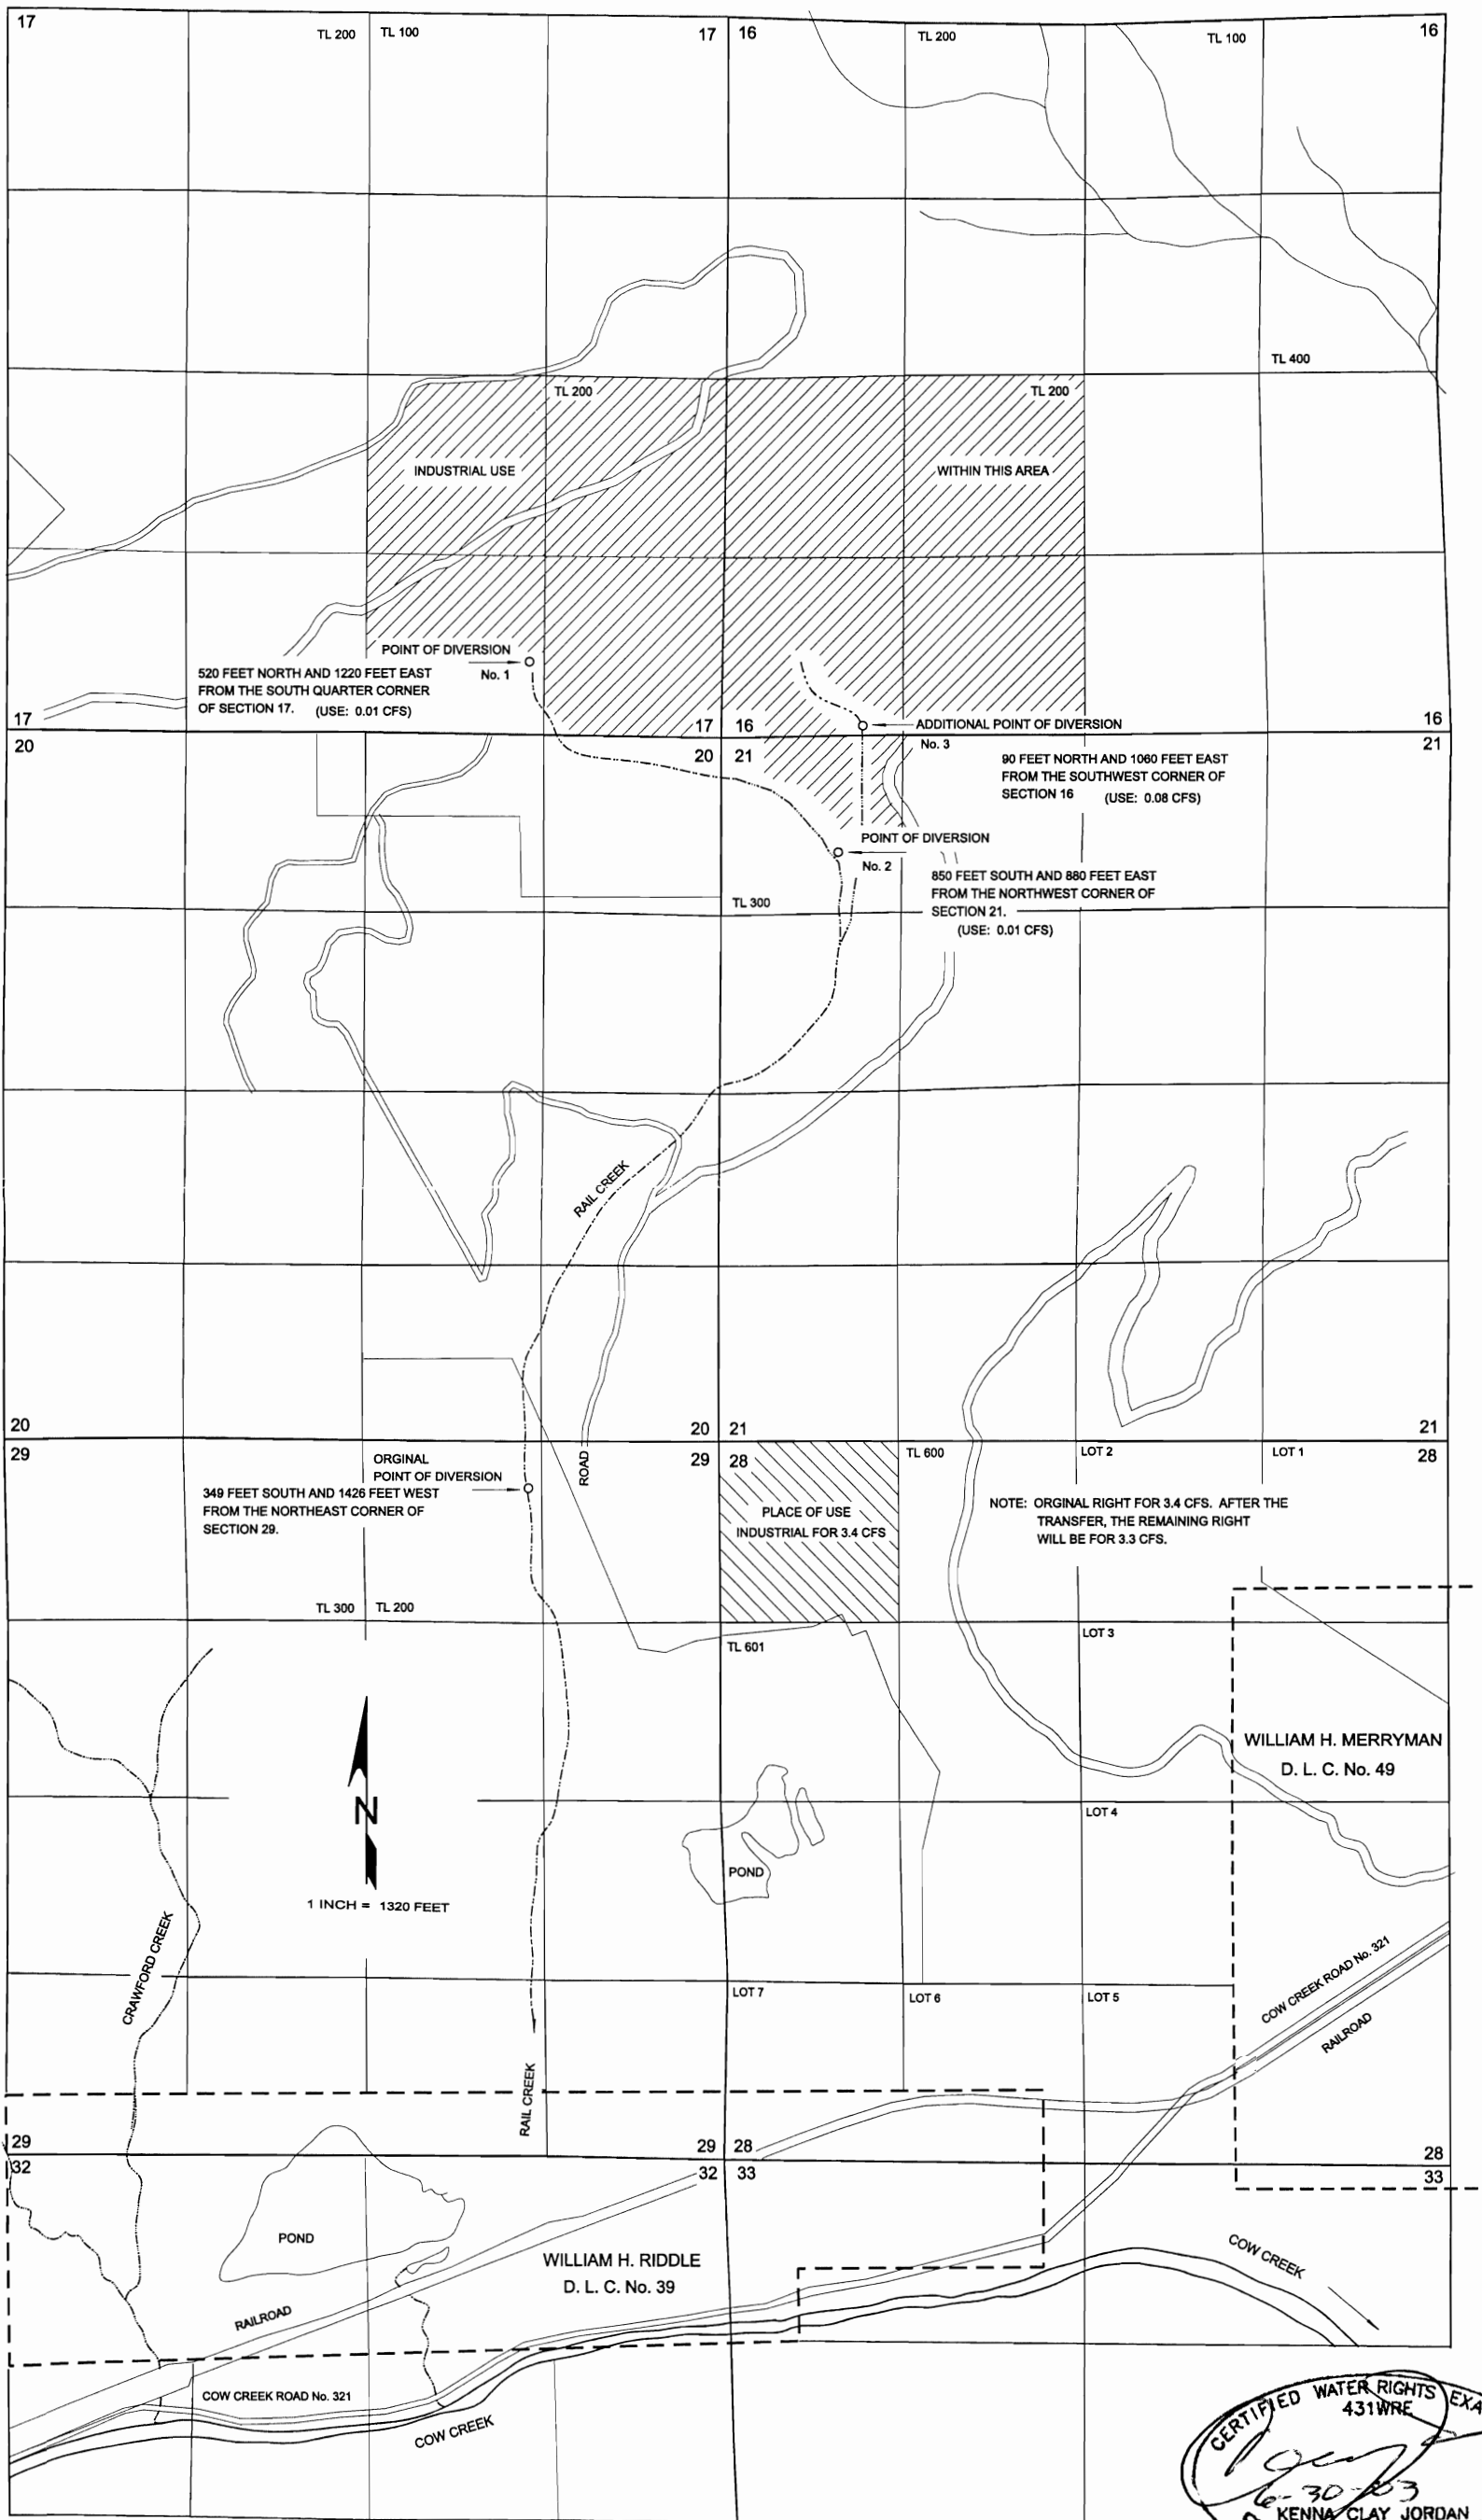 17
TL 200
TL 100
17
16
TL 200
TL 100
16
TL 400
TL 200
TL 200
INDUSTRIAL USE
WITHIN THIS AREA
POINT OF DIVERSION
No. 1
520 FEET NORTH AND 1220 FEET EAST
FROM THE SOUTH QUARTER CORNER
OF SECTION 17. (USE: 0.01 CFS)
17
20
17
16
20
21
ADDITIONAL POINT OF DIVERSION
No. 3
16
21
90 FEET NORTH AND 1060 FEET EAST
FROM THE SOUTHWEST CORNER OF
SECTION 16 (USE: 0.08 CFS)
POINT OF DIVERSION
No. 2
850 FEET SOUTH AND 880 FEET EAST
FROM THE NORTHWEST CORNER OF
SECTION 21.
(USE: 0.01 CFS)
TL 300
RAIL CREEK
20
29
20
21
29
28
TL 600
LOT 2
LOT 1
21
28
ORGINAL
POINT OF DIVERSION
349 FEET SOUTH AND 1426 FEET WEST
FROM THE NORTHEAST CORNER OF
SECTION 29.
ROAD
PLACE OF USE
INDUSTRIAL FOR 3.4 CFS
NOTE: ORGINAL RIGHT FOR 3.4 CFS. AFTER THE
TRANSFER, THE REMAINING RIGHT
WILL BE FOR 3.3 CFS.
TL 300
TL 200
TL 601
LOT 3
WILLIAM H. MERRYMAN
D. L. C. No. 49
N
1 INCH = 1320 FEET
LOT 4
POND
CRAWFORD CREEK
LOT 7
LOT 6
LOT 5
COW CREEK ROAD No. 321
RAILROAD
RAIL CREEK
29
32
29
28
32
33
28
33
POND
WILLIAM H. RIDDLE
D. L. C. No. 39
COW CREEK
RAILROAD
COW CREEK ROAD No. 321
COW CREEK
CERTIFIED WATER RIGHTS
431WRE
6-30-03
KENNA CLAY JORDAN